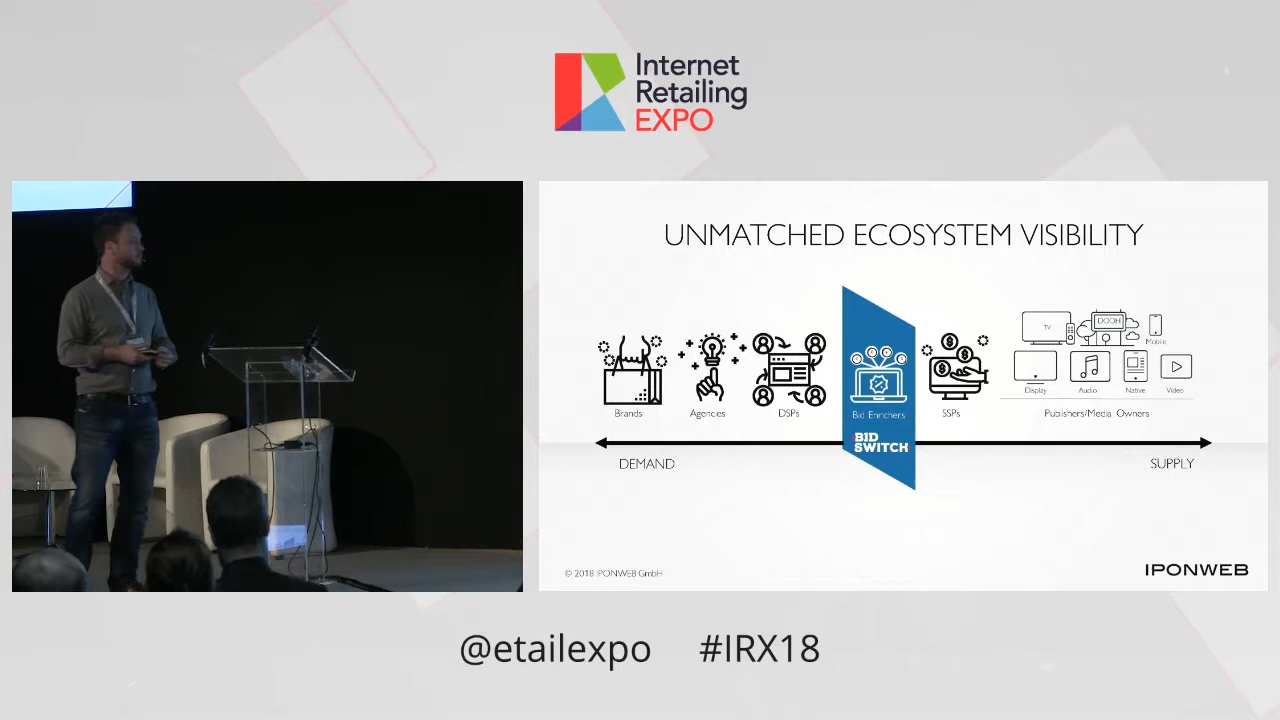 Internet
Retailing
EXPO
UNMATCHED ECOSYSTEM VISIBILITY
TV
DOOH
Mobile
Display
Audio
Native
Video
Brands
Agencies
DSPs
Bid Enrichers
SSPs
Publishers/Media Owners
BID
SWITCH
DEMAND
SUPPLY
© 2018 IPONWEB GmbH
IPONWEB
@etailexpo #IRX18